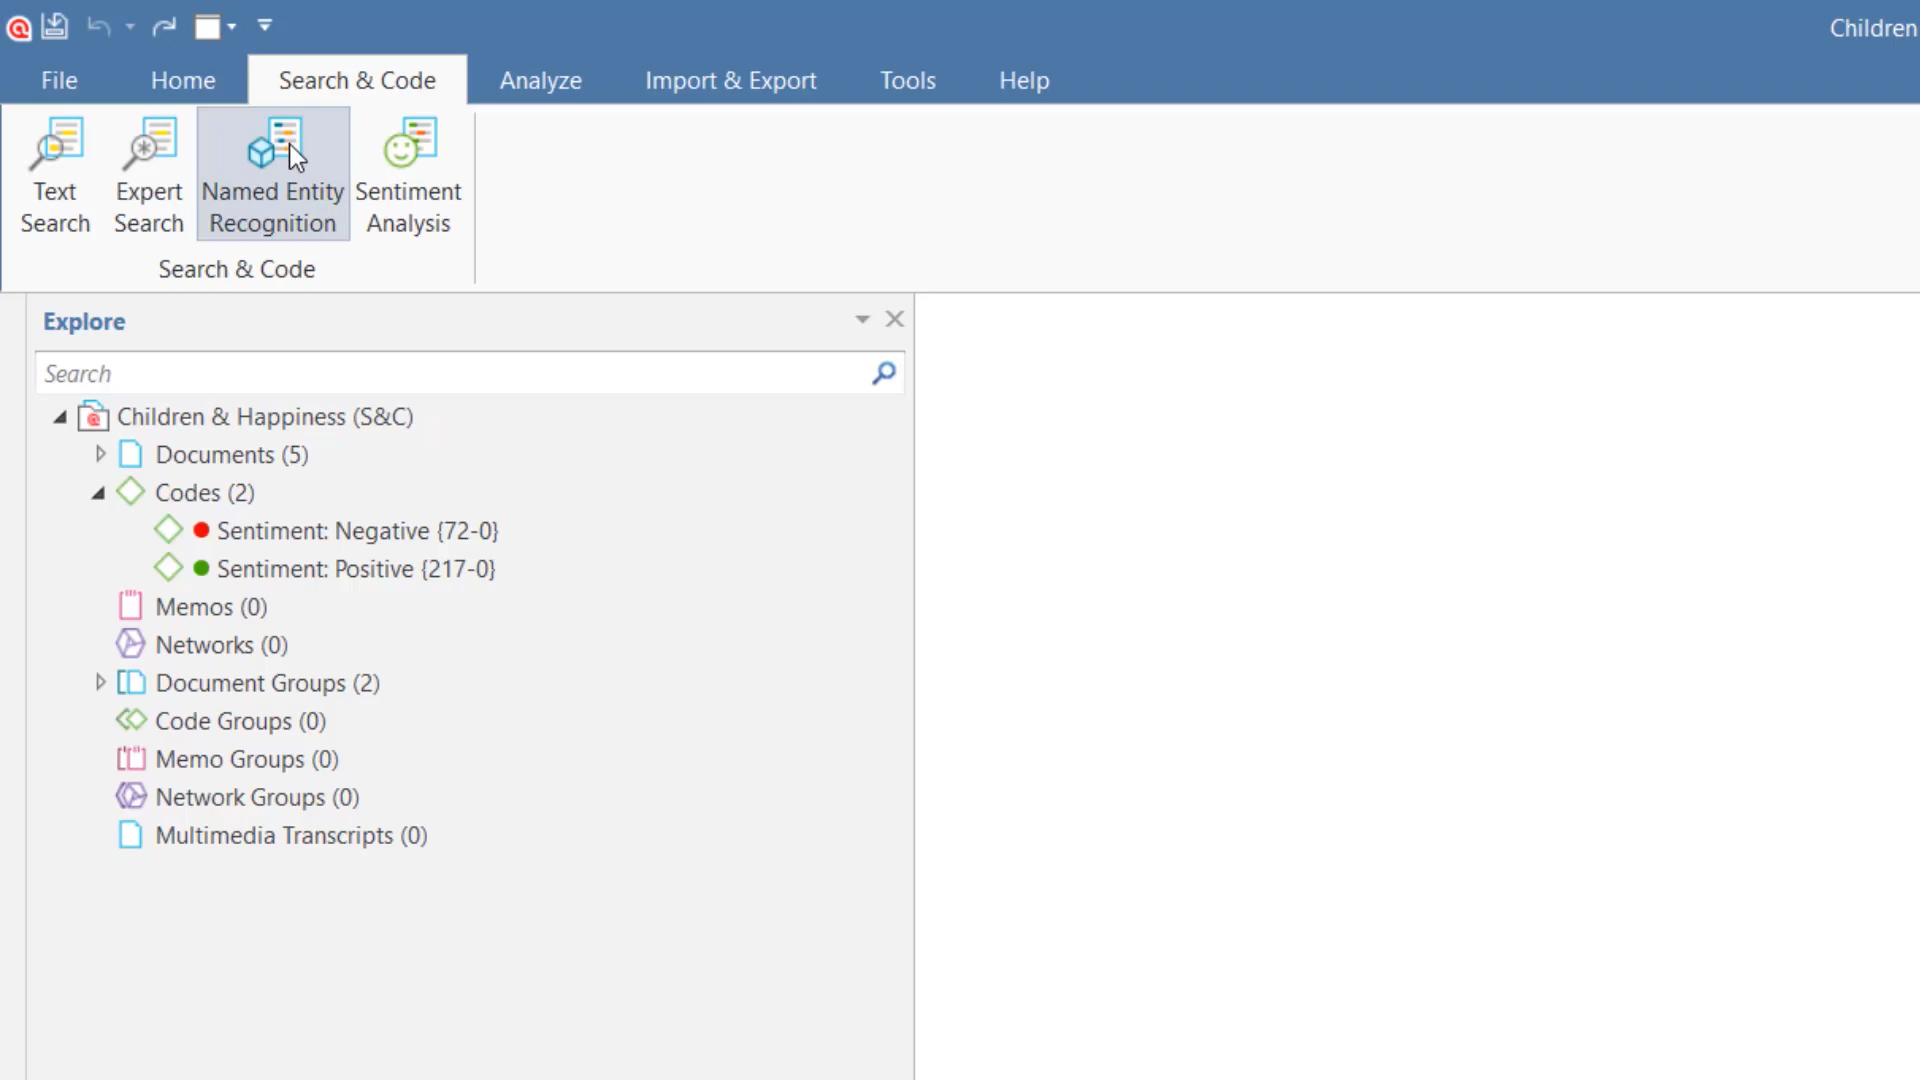 Children
File Home Search & Code Analyze Import & Export Tools Help
Text Search
Expert Search
Named Entity Recognition
Sentiment Analysis
Search & Code
Explore
Search
Children & Happiness (S&C)
Documents (5)
Codes (2)
Sentiment: Negative {72-0}
Sentiment: Positive {217-0}
Memos (0)
Networks (0)
Document Groups (2)
Code Groups (0)
Memo Groups (0)
Network Groups (0)
Multimedia Transcripts (0)